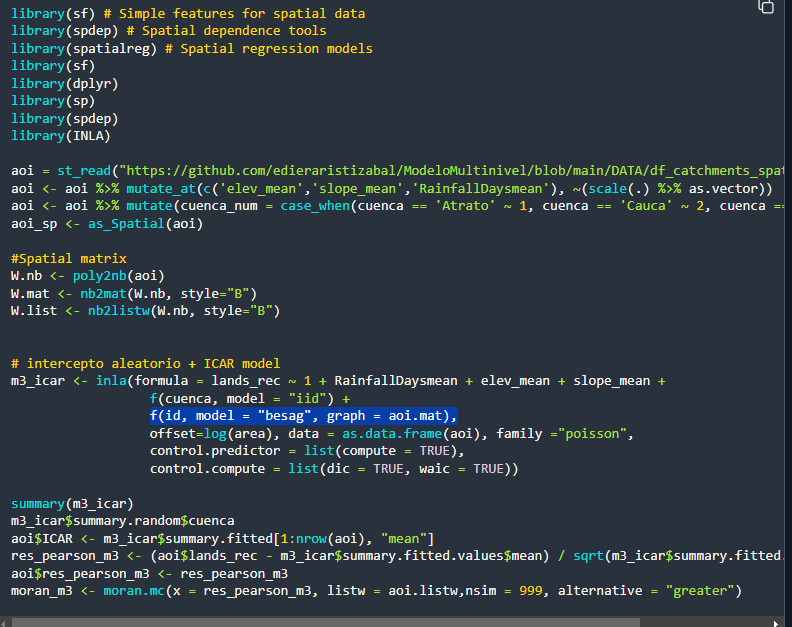 library(sf) # Simple features for spatial data
library(spdep) # Spatial dependence tools
library(spatialreg) # Spatial regression models
library(sf)
library(dplyr)
library(sp)
library(spdep)
library(INLA)
aoi = st_read("https://github.com/edieraristizabal/ModeloMultinivel/blob/main/DATA/df_catchments_spat
aoi <- aoi %>% mutate_at(c('elev_mean','slope_mean','RainfallDaysmean'), ~(scale(.) %>% as.vector))
aoi <- aoi %>% mutate(cuenca_num = case_when(cuenca == 'Atrato' ~ 1, cuenca == 'Cauca' ~ 2, cuenca ==
aoi_sp <- as_Spatial(aoi)
#Spatial matrix
W.nb <- poly2nb(aoi)
W.mat <- nb2mat(W.nb, style="B")
W.list <- nb2listw(W.nb, style="B")
# intercepto aleatorio + ICAR model
m3_icar <- inla(formula = lands_rec ~ 1 + RainfallDaysmean + elev_mean + slope_mean +
f(cuenca, model = "iid") +
f(id, model = "besag", graph = aoi.mat),
offset=log(area), data = as.data.frame(aoi), family ="poisson",
control.predictor = list(compute = TRUE),
control.compute = list(dic = TRUE, waic = TRUE))
summary(m3_icar)
m3_icar$summary.random$cuenca
aoi$ICAR <- m3_icar$summary.fitted[1:nrow(aoi), "mean"]
res_pearson_m3 <- (aoi$lands_rec - m3_icar$summary.fitted.values$mean) / sqrt(m3_icar$summary.fitted.
aoi$res_pearson_m3 <- res_pearson_m3
moran_m3 <- moran.mc(x = res_pearson_m3, listw = aoi.listw,nsim = 999, alternative = "greater")